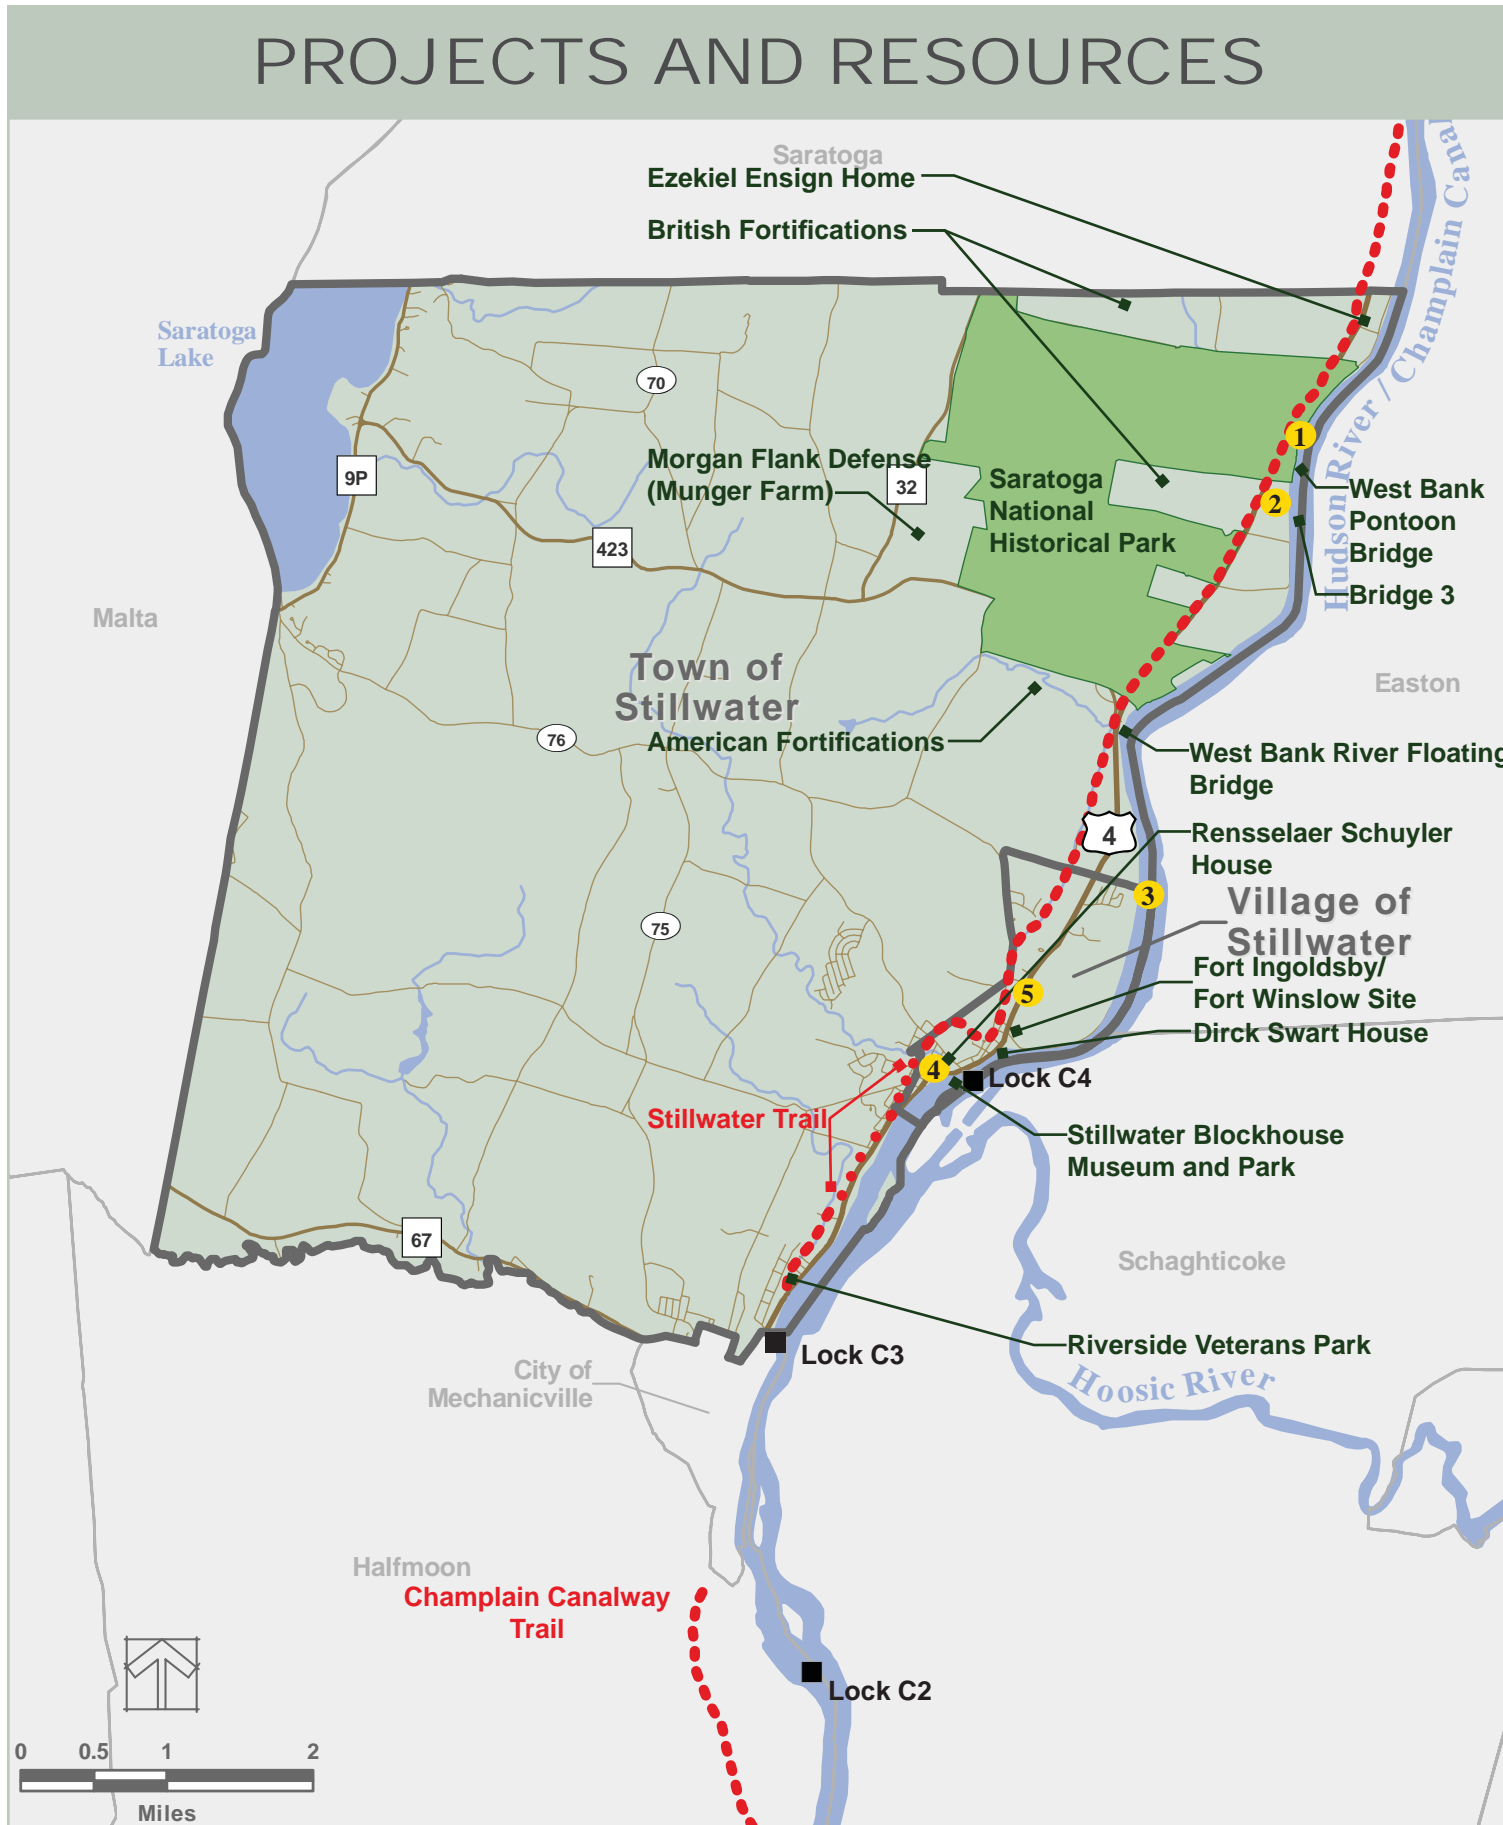 PROJECTS AND RESOURCES
Saratoga
Ezekiel Ensign Home
British Fortifications
Hudson River / Champlain Canal
Saratoga
Lake
70
1
Morgan Flank Defense
(Munger Farm)
9P
32
Saratoga
National
Historical Park
2
West Bank
Pontoon
Bridge
423
Bridge 3
Malta
Town of
Stillwater
Easton
76
American Fortifications
West Bank River Floating
Bridge
4
Rensselaer Schuyler
House
3
Village of
Stillwater
75
Fort Ingoldsby/
Fort Winslow Site
5
Dirck Swart House
4
Lock C4
Stillwater Trail
Stillwater Blockhouse
Museum and Park
67
Schaghticoke
Riverside Veterans Park
Lock C3
City of
Mechanicville
Hoosic River
Halfmoon
Champlain Canalway
Trail
Lock C2
0 0.5 1 2
Miles